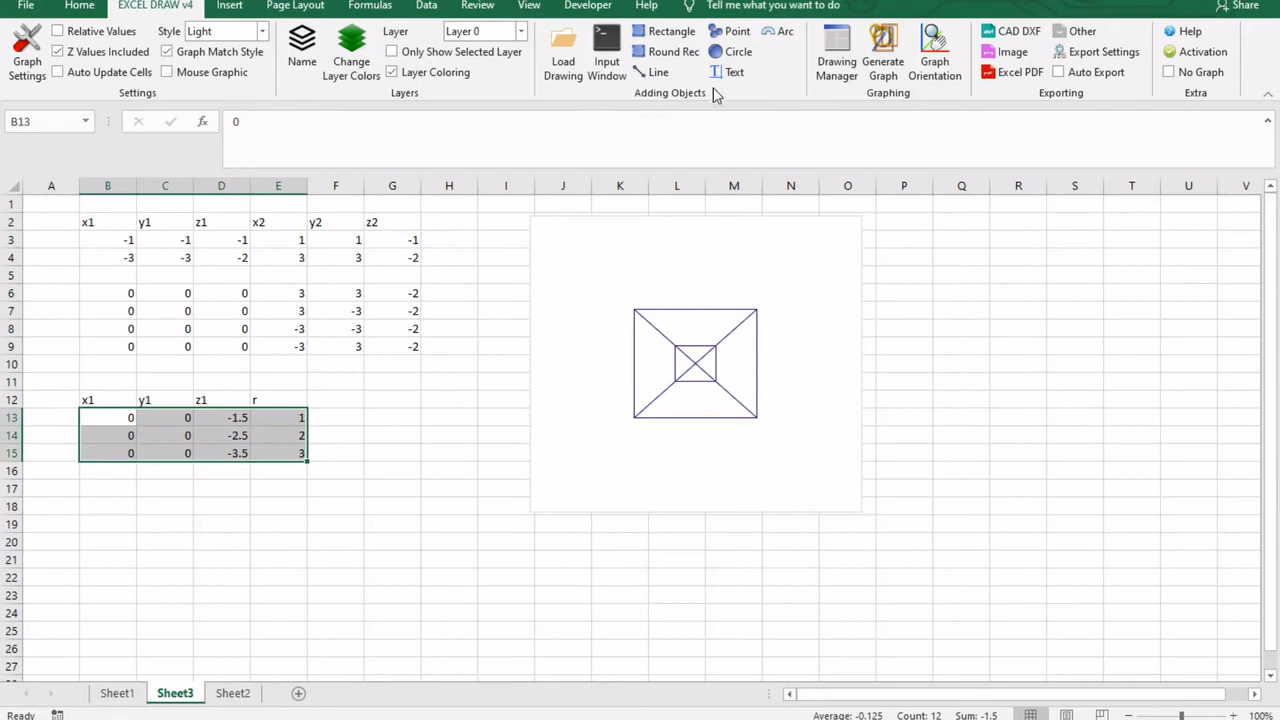 File Home EXCEL DRAW v4 Insert Page Layout Formulas Data Review View Developer Help Tell me what you want to do Share
Relative Values Style Light Layer Layer 0 Rectangle Point Arc CAD DXF Other Help
Z Values Included Graph Match Style Only Show Selected Layer Round Rec Circle Image Export Settings Activation
Auto Update Cells Mouse Graphic Layer Coloring Line Text Excel PDF Auto Export No Graph
Graph Settings Name Change Layer Colors Load Drawing Input Window Drawing Manager Generate Graph Graph Orientation
Settings Layers Adding Objects Graphing Exporting Extra
B13 fx 0
A B C D E F G H I J K L M N O P Q R S T U V
1
2 x1 y1 z1 x2 y2 z2
3 -1 -1 -1 1 1 -1
4 -3 -3 -2 3 3 -2
5
6 0 0 0 3 3 -2
7 0 0 0 3 -3 -2
8 0 0 0 -3 -3 -2
9 0 0 0 -3 3 -2
10
11
12 x1 y1 z1 r
13 0 0 -1.5 1
14 0 0 -2.5 2
15 0 0 -3.5 3
16
17
18
19
20
21
22
23
24
25
26
27
Sheet1 Sheet3 Sheet2
Ready Average: -0.125 Count: 12 Sum: -1.5 100%